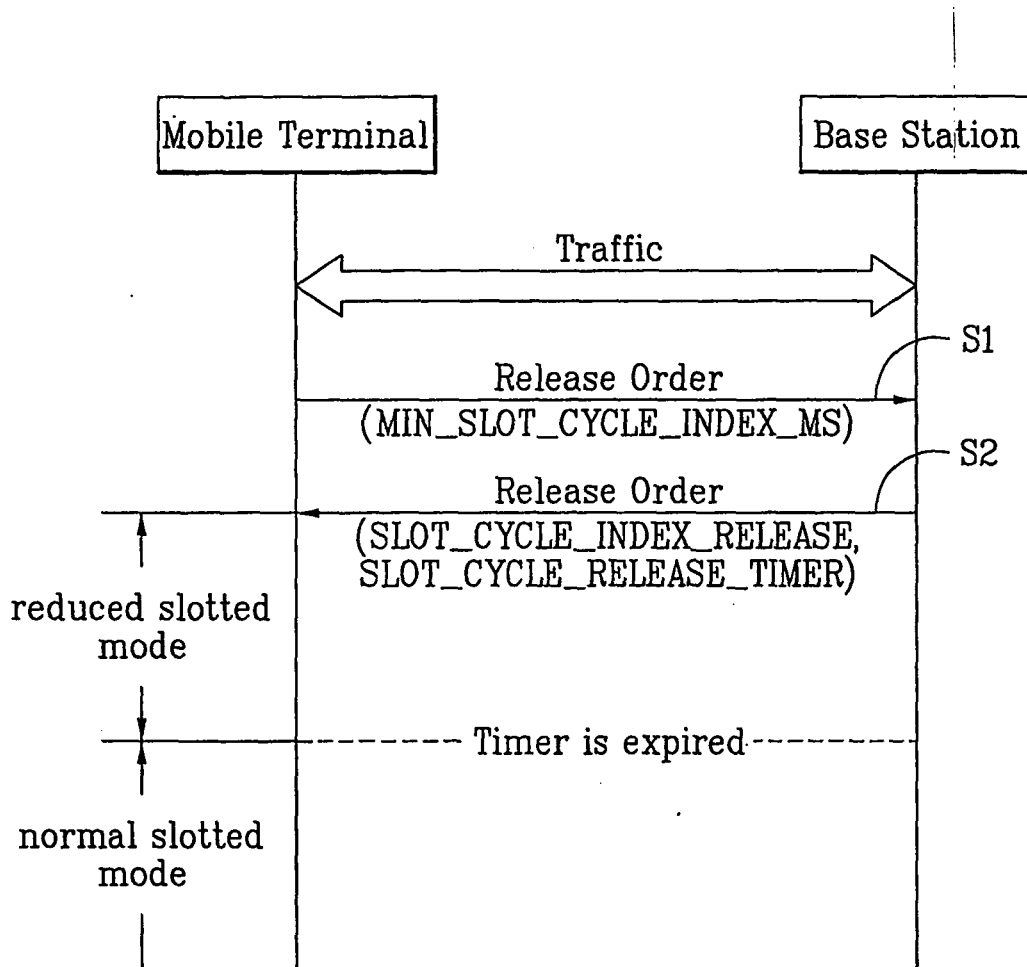 Mobile Terminal
Base Station
Traffic
S1
Release Order
(MIN_SLOT_CYCLE_INDEX_MS)
S2
Release Order
(SLOT_CYCLE_INDEX_RELEASE,
SLOT_CYCLE_RELEASE_TIMER)
reduced slotted
mode
Timer is expired
normal slotted
mode